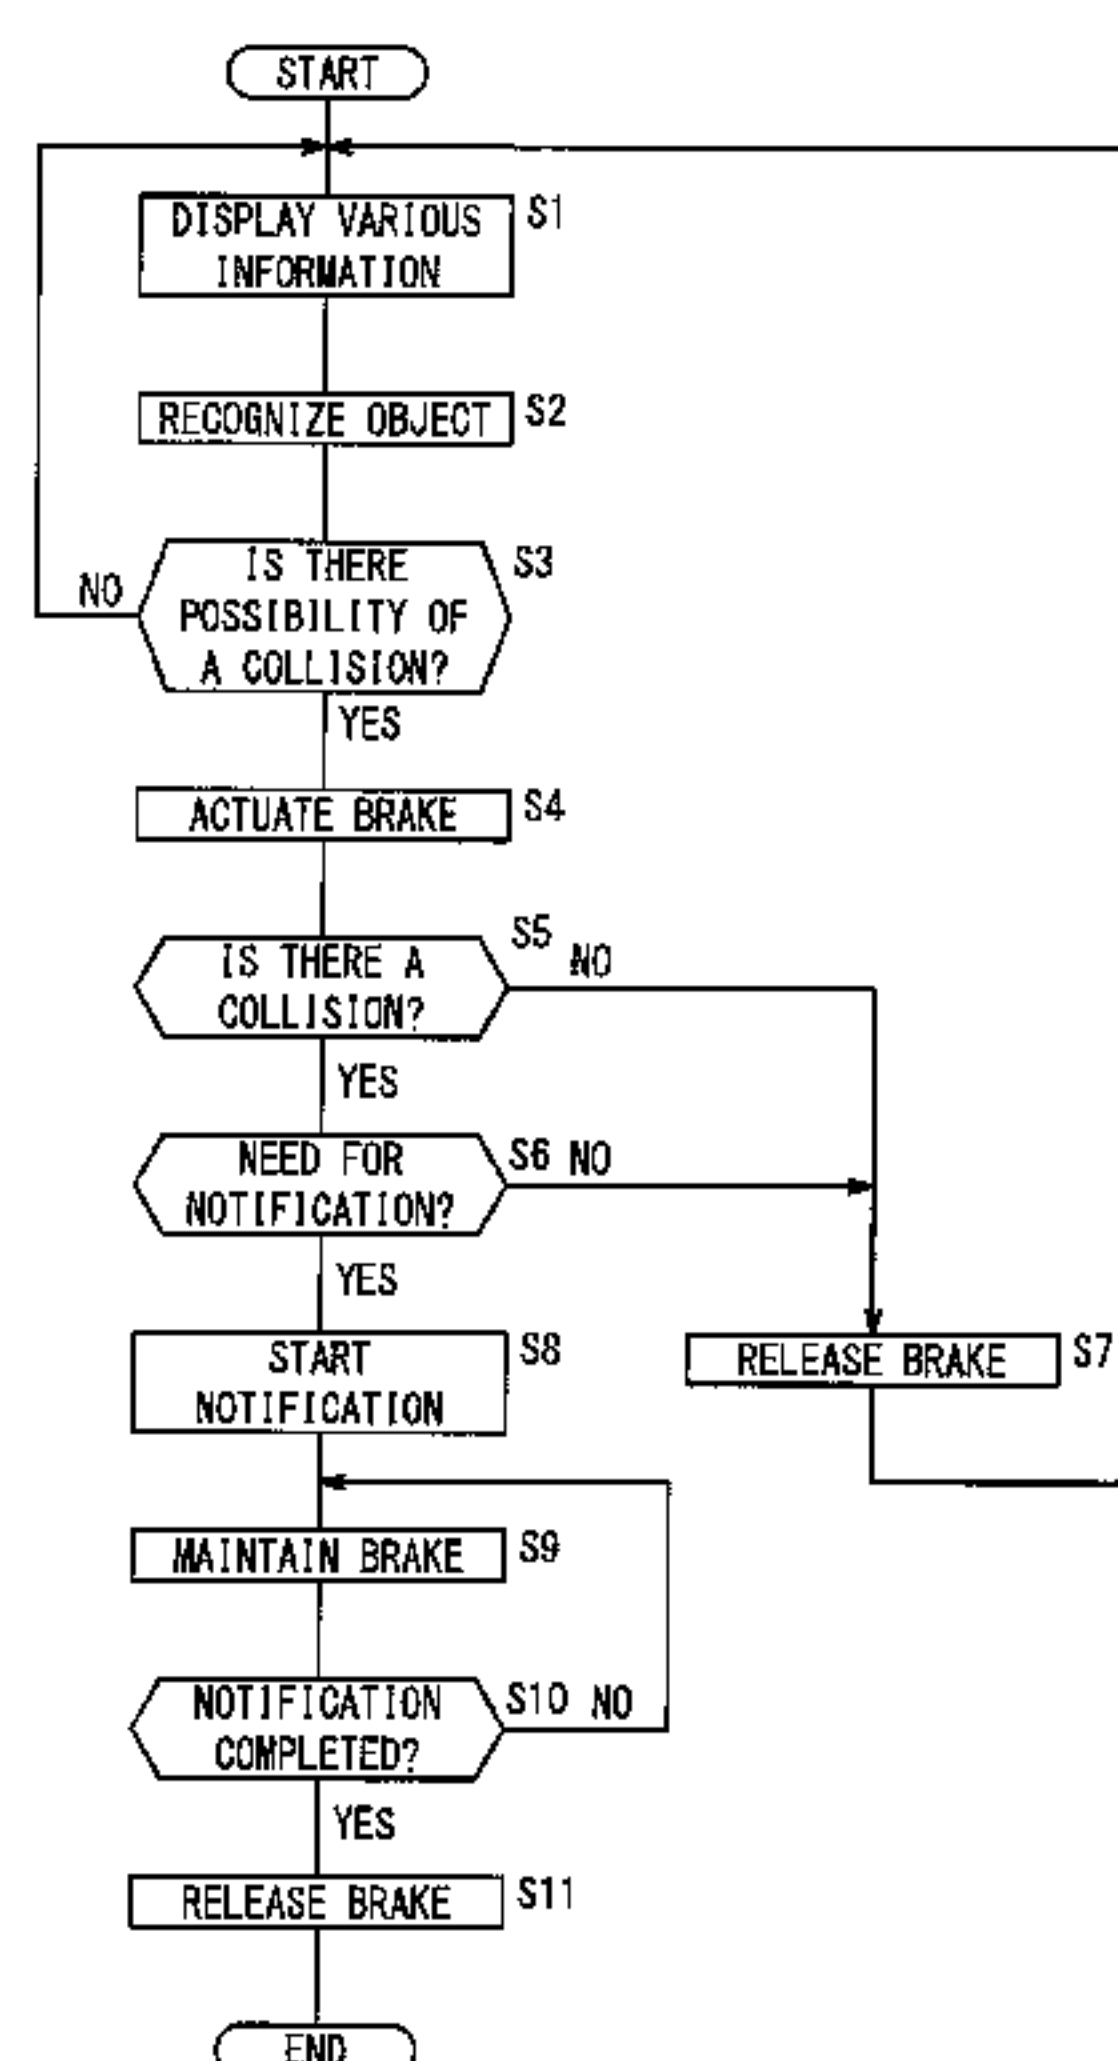 START
DISPLAY VARIOUS
INFORMATION
S1
RECOGNIZE OBJECT
S2
IS THERE
POSSIBILITY OF
A COLLISION?
S3
NO
YES
ACTUATE BRAKE
S4
IS THERE A
COLLISION?
S5
NO
YES
NEED FOR
NOTIFICATION?
S6
NO
YES
START
NOTIFICATION
S8
RELEASE BRAKE
S7
MAINTAIN BRAKE
S9
NOTIFICATION
COMPLETED?
S10
NO
YES
RELEASE BRAKE
S11
END